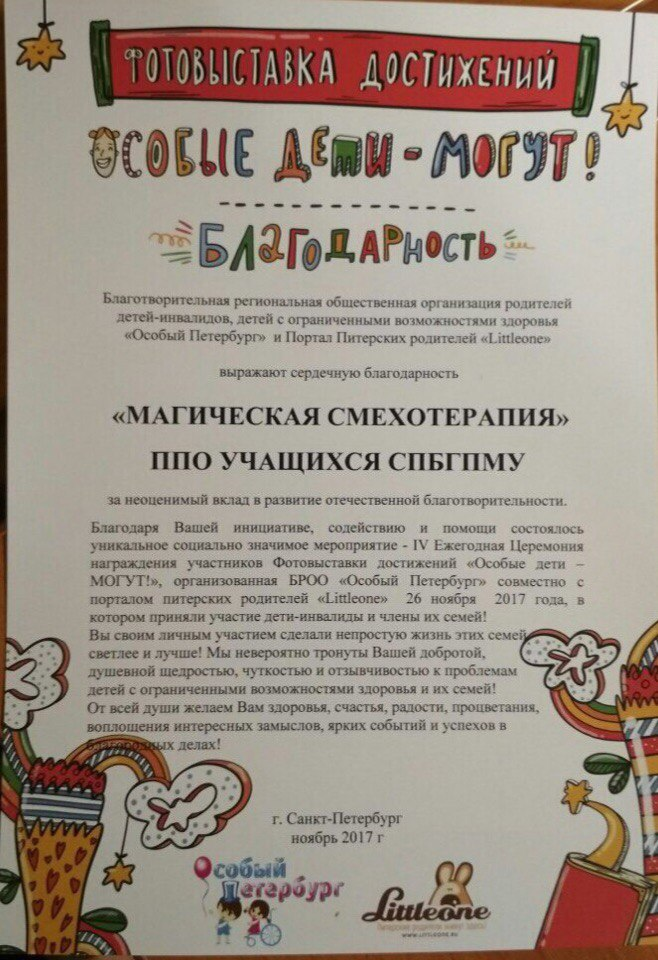 ФОТОВЫСТАВКА ДОСТИЖЕНИЙ
ОСОБЫЕ ДЕТИ - МОГУТ!
БЛАГОДАРНОСТЬ
Благотворительная региональная общественная организация родителей
детей-инвалидов, детей с ограниченными возможностями здоровья
«Особый Петербург» и Портал Питерских родителей «Littleone»
выражают сердечную благодарность
«МАГИЧЕСКАЯ СМЕХОТЕРАПИЯ»
ППО УЧАЩИХСЯ СПБГПМУ
за неоценимый вклад в развитие отечественной благотворительности.
Благодаря Вашей инициативе, содействию и помощи состоялось
уникальное социально значимое мероприятие - IV Ежегодная Церемония
награждения участников Фотовыставки достижений «Особые дети –
МОГУТ!», организованная БРОО «Особый Петербург» совместно с
порталом питерских родителей «Littleone» 26 ноября 2017 года, в
котором приняли участие дети-инвалиды и члены их семей!
Вы своим личным участием сделали непростую жизнь этих семей
светлее и лучше! Мы невероятно тронуты Вашей добротой,
душевной щедростью, чуткостью и отзывчивостью к проблемам
детей с ограниченными возможностями здоровья и их семей!
От всей души желаем Вам здоровья, счастья, радости, процветания,
воплощения интересных замыслов, ярких событий и успехов в
благородных делах!
г. Санкт-Петербург
ноябрь 2017 г
Особый
Петербург
Littleone
Питерские родители живут здесь!
WWW.LITTLEONE.RU